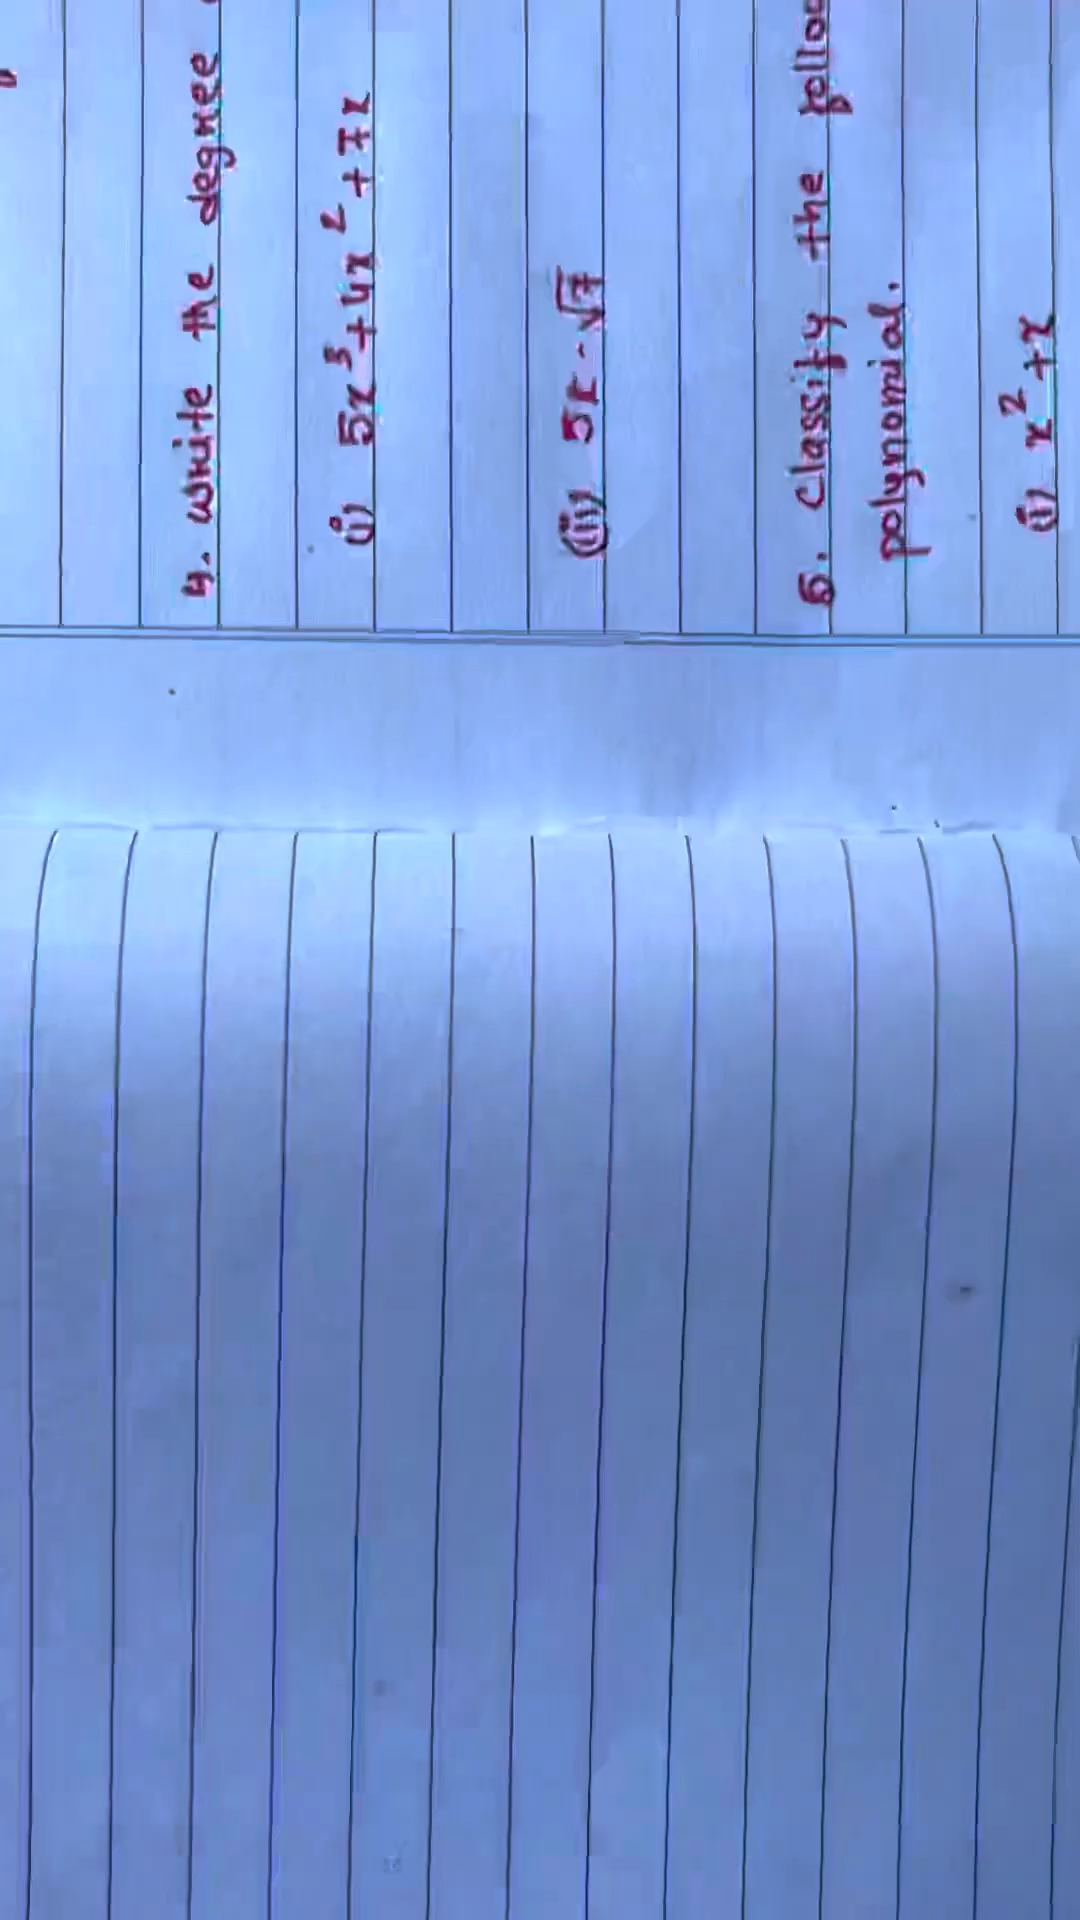 4. write the degree
(i) 5x³+4x²+7x
(ii) 5x-√7
5. Classify the
polynomial.
(i) x²+x